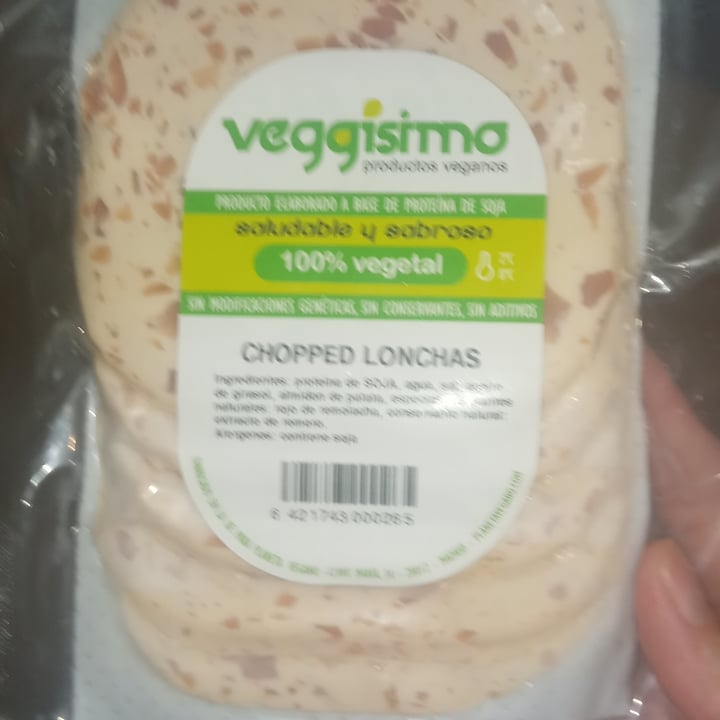 veggisimo
productos veganos
PRODUCTO ELABORADO A BASE DE PROTEÍNA DE SOJA
saludable y sabroso
100% vegetal
SIN MODIFICACIONES GENÉTICAS, SIN CONSERVANTES, SIN ADITIVOS
CHOPPED LONCHAS
Ingredientes: proteína de SOJA, agua, sal, aceite
de girasol, almidón de patata,
naturales: rojo de remolacha, conservante natural:
extracto de romero.
Alérgenos: contiene soja
8 421743 000265